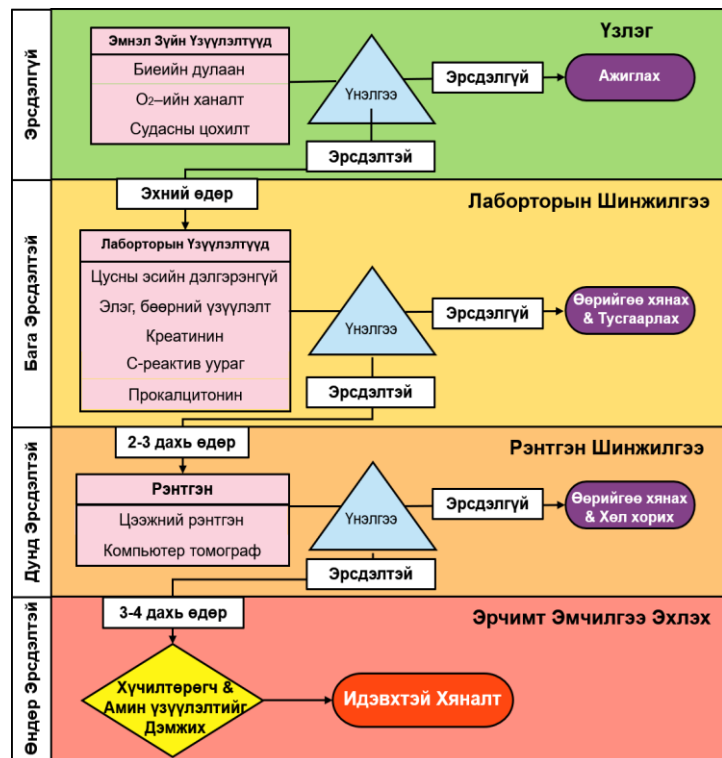 Эрсдэлгүй
Үзлэг
Эмнэл Зүйн Үзүүлэлтүүд
Биеийн дулаан
O₂–ийн ханалт
Судасны цохилт
Үнэлгээ
Эрсдэлгүй
Ажиглах
Эрсдэлтэй
Эхний өдөр
Бага Эрсдэлтэй
Лаборторын Шинжилгээ
Лаборторын Үзүүлэлтүүд
Цусны эсийн дэлгэрэнгүй
Элэг, бөөрний үзүүлэлт
Креатинин
С-реактив уураг
Прокалцитонин
Үнэлгээ
Эрсдэлгүй
Өөрийгөө хянах
& Тусгаарлах
Эрсдэлтэй
2-3 дахь өдөр
Дунд Эрсдэлтэй
Рэнтгэн Шинжилгээ
Рэнтгэн
Цээжний рэнтгэн
Компьютер томограф
Үнэлгээ
Эрсдэлгүй
Өөрийгөө хянах
& Хөл хорих
Эрсдэлтэй
3-4 дахь өдөр
Өндөр Эрсдэлтэй
Эрчимт Эмчилгээ Эхлэх
Хүчилтөрөгч &
Амин үзүүлэлтийг
Дэмжих
Идэвхтэй Хяналт